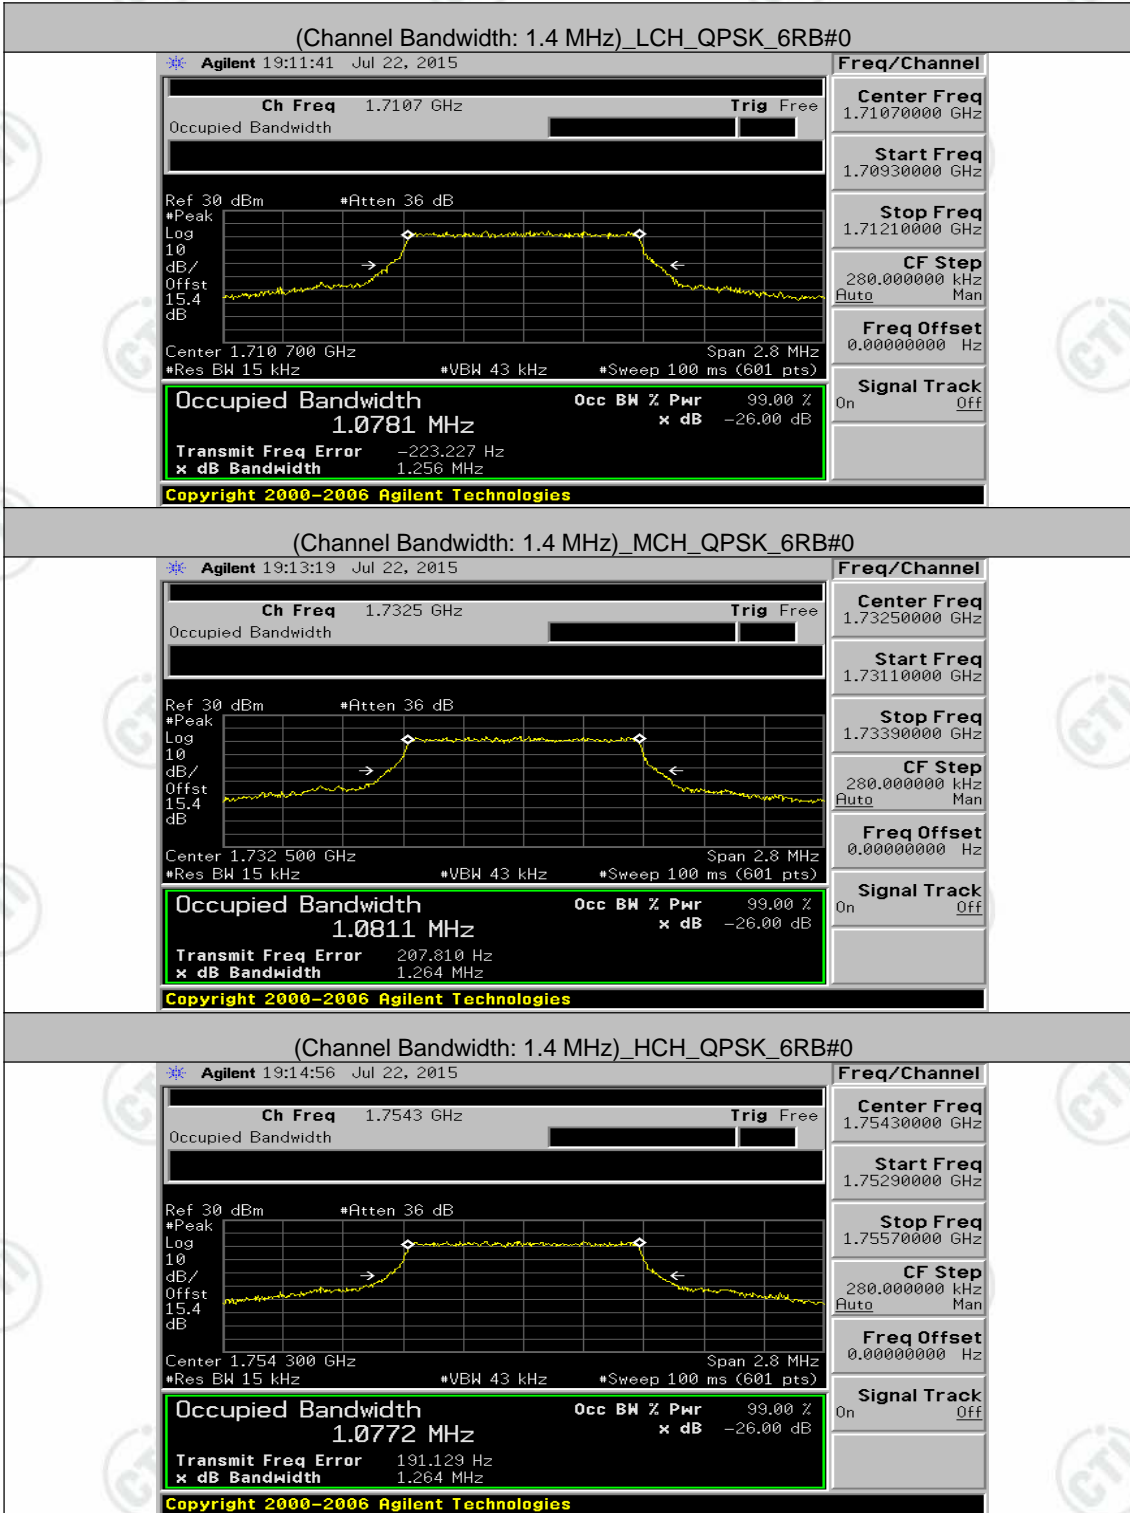 (Channel Bandwidth: 1.4 MHz)_LCH_QPSK_6RB#0
Agilent 19:11:41 Jul 22, 2015
Freq/Channel
Ch Freq 1.7107 GHz Trig Free
Occupied Bandwidth
Center Freq
1.71070000 GHz
Start Freq
1.70930000 GHz
Stop Freq
1.71210000 GHz
CF Step
280.000000 kHz
Auto Man
Freq Offset
0.00000000 Hz
Signal Track
On Off
Ref 30 dBm #Atten 36 dB
#Peak
Log
10
dB/
Offst
15.4
dB
Center 1.710 700 GHz Span 2.8 MHz
#Res BW 15 kHz #VBW 43 kHz #Sweep 100 ms (601 pts)
Occupied Bandwidth Occ BW % Pwr 99.00 %
1.0781 MHz x dB -26.00 dB
Transmit Freq Error -223.227 Hz
x dB Bandwidth 1.256 MHz
Copyright 2000-2006 Agilent Technologies
(Channel Bandwidth: 1.4 MHz)_MCH_QPSK_6RB#0
Agilent 19:13:19 Jul 22, 2015
Freq/Channel
Ch Freq 1.7325 GHz Trig Free
Occupied Bandwidth
Center Freq
1.73250000 GHz
Start Freq
1.73110000 GHz
Stop Freq
1.73390000 GHz
CF Step
280.000000 kHz
Auto Man
Freq Offset
0.00000000 Hz
Signal Track
On Off
Ref 30 dBm #Atten 36 dB
#Peak
Log
10
dB/
Offst
15.4
dB
Center 1.732 500 GHz Span 2.8 MHz
#Res BW 15 kHz #VBW 43 kHz #Sweep 100 ms (601 pts)
Occupied Bandwidth Occ BW % Pwr 99.00 %
1.0811 MHz x dB -26.00 dB
Transmit Freq Error 207.810 Hz
x dB Bandwidth 1.264 MHz
Copyright 2000-2006 Agilent Technologies
(Channel Bandwidth: 1.4 MHz)_HCH_QPSK_6RB#0
Agilent 19:14:56 Jul 22, 2015
Freq/Channel
Ch Freq 1.7543 GHz Trig Free
Occupied Bandwidth
Center Freq
1.75430000 GHz
Start Freq
1.75290000 GHz
Stop Freq
1.75570000 GHz
CF Step
280.000000 kHz
Auto Man
Freq Offset
0.00000000 Hz
Signal Track
On Off
Ref 30 dBm #Atten 36 dB
#Peak
Log
10
dB/
Offst
15.4
dB
Center 1.754 300 GHz Span 2.8 MHz
#Res BW 15 kHz #VBW 43 kHz #Sweep 100 ms (601 pts)
Occupied Bandwidth Occ BW % Pwr 99.00 %
1.0772 MHz x dB -26.00 dB
Transmit Freq Error 191.129 Hz
x dB Bandwidth 1.264 MHz
Copyright 2000-2006 Agilent Technologies
CTI
CTI
CTI
CTI
CTI
CTI
CTI
CTI